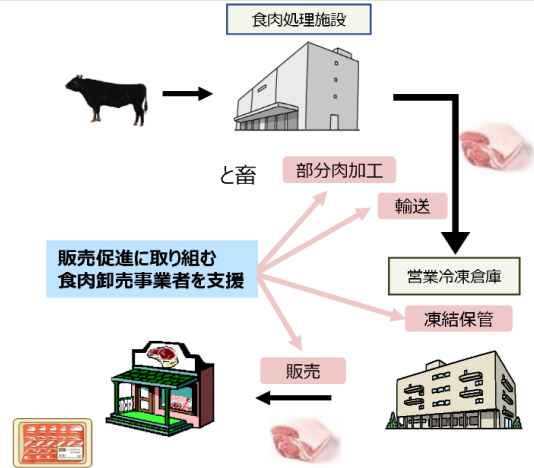 食肉処理施設
と畜
部分肉加工
輸送
販売促進に取り組む
食肉卸売事業者を支援
営業冷凍倉庫
凍結保管
販売